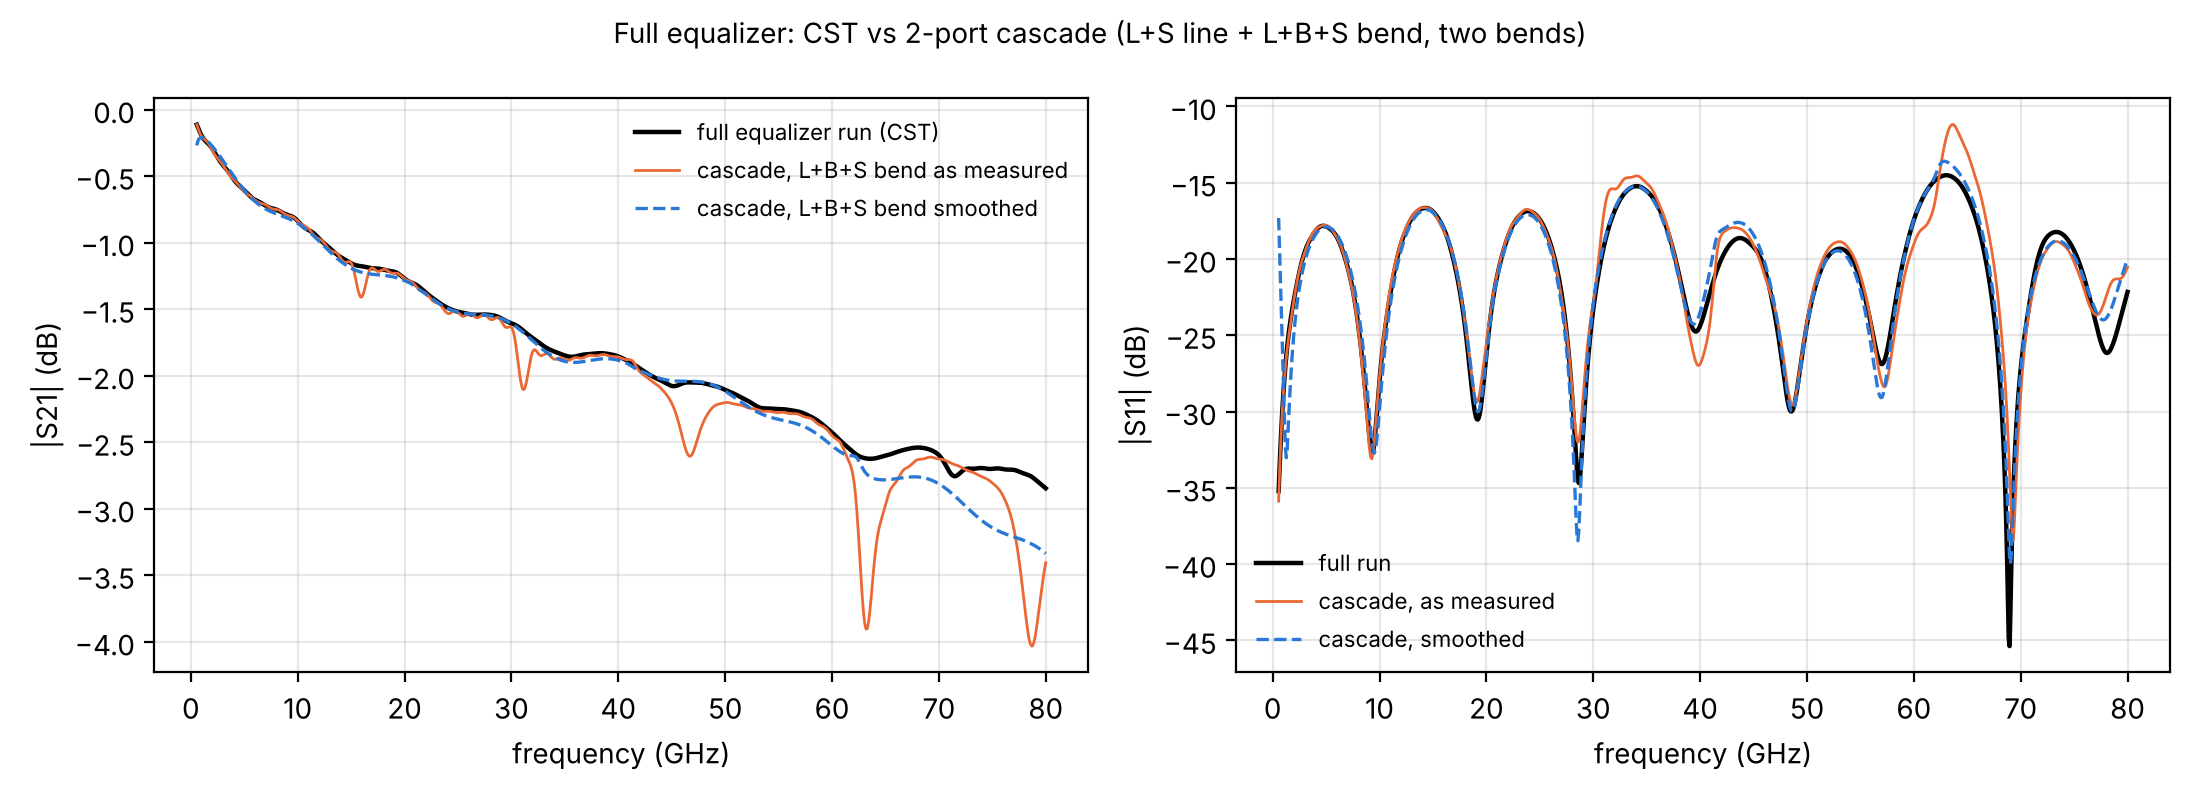 Full equalizer: CST vs 2-port cascade (L+S line + L+B+S bend, two bends)
|S21| (dB)
0.0
−0.5
−1.0
−1.5
−2.0
−2.5
−3.0
−3.5
−4.0
full equalizer run (CST)
cascade, L+B+S bend as measured
cascade, L+B+S bend smoothed
0 10 20 30 40 50 60 70 80
frequency (GHz)
|S11| (dB)
−10
−15
−20
−25
−30
−35
−40
−45
full run
cascade, as measured
cascade, smoothed
0 10 20 30 40 50 60 70 80
frequency (GHz)